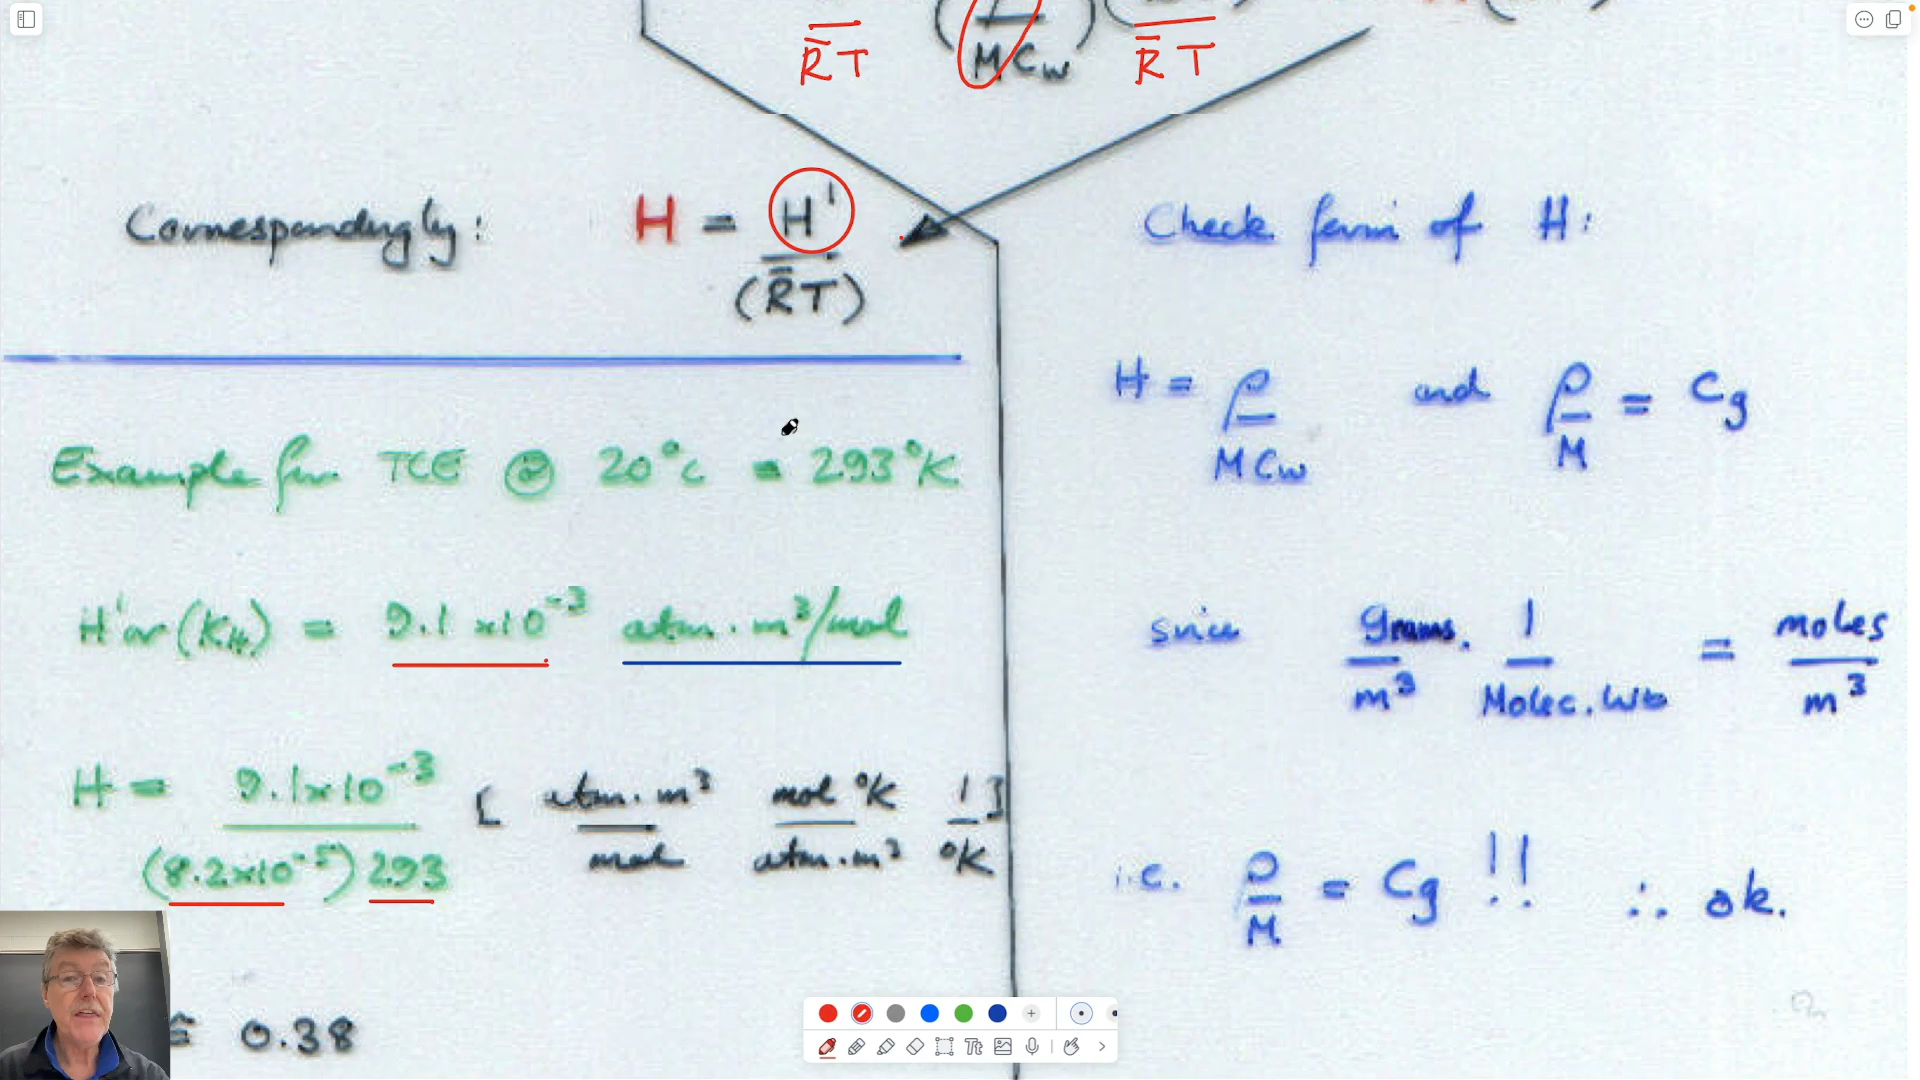 R̄T
MCw
R̄T
Correspondingly: H = H'
(R̄T)
Example for TCE @ 20°C = 293°K
H' or (KH) = 9.1 x10⁻³ atm.m³/mol
H = 9.1x10⁻³ [ atm.m³ mol °K 1 ]
(8.2x10⁻⁵) 293 mol atm.m³ °K
0.38
Check form of H:
H = ρ and ρ = Cg
MCw M
since grams. 1 = moles
m³ Molec. Wt m³
i.e. ρ = Cg !! ∴ ok.
M
Tt